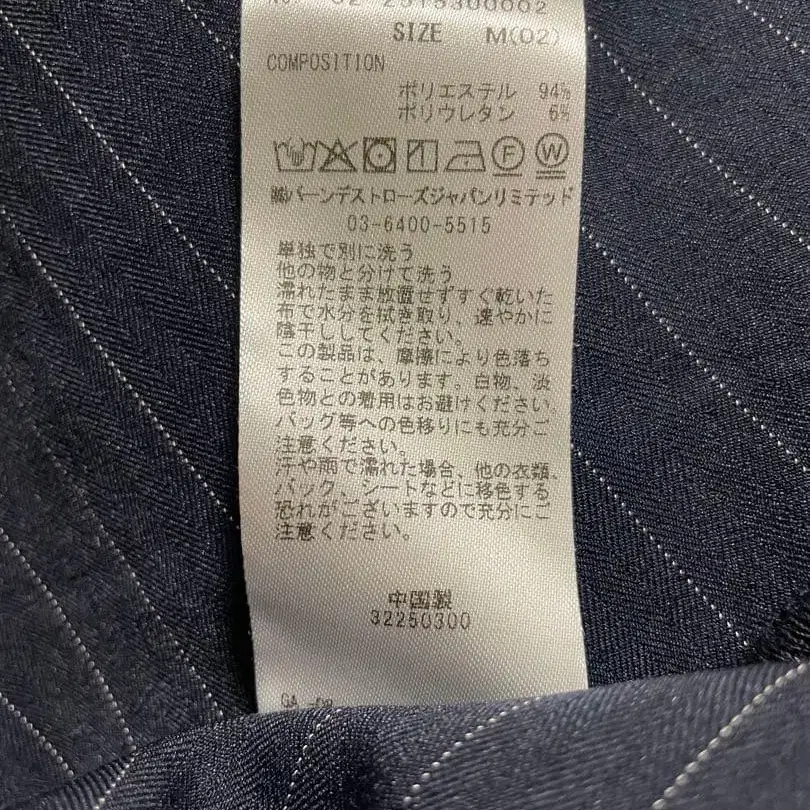 No. 02-2515300002
SIZE M(02)
COMPOSITION
ポリエステル 94%
ポリウレタン 6%
F W
㈱バーンデストローズジャパンリミテッド
03-6400-5515
単独で別に洗う
他の物と分けて洗う
濡れたまま放置せずすぐ乾いた
布で水分を拭き取り、速やかに
陰干ししてください。
この製品は、摩擦により色落ち
することがあります。白物、淡
色物との着用はお避けください。
バッグ等への色移りにも充分ご
注意ください。
汗や雨で濡れた場合、他の衣類、
バック、シートなどに移色する
恐れがございますので充分にご
注意ください。
中国製
32250300